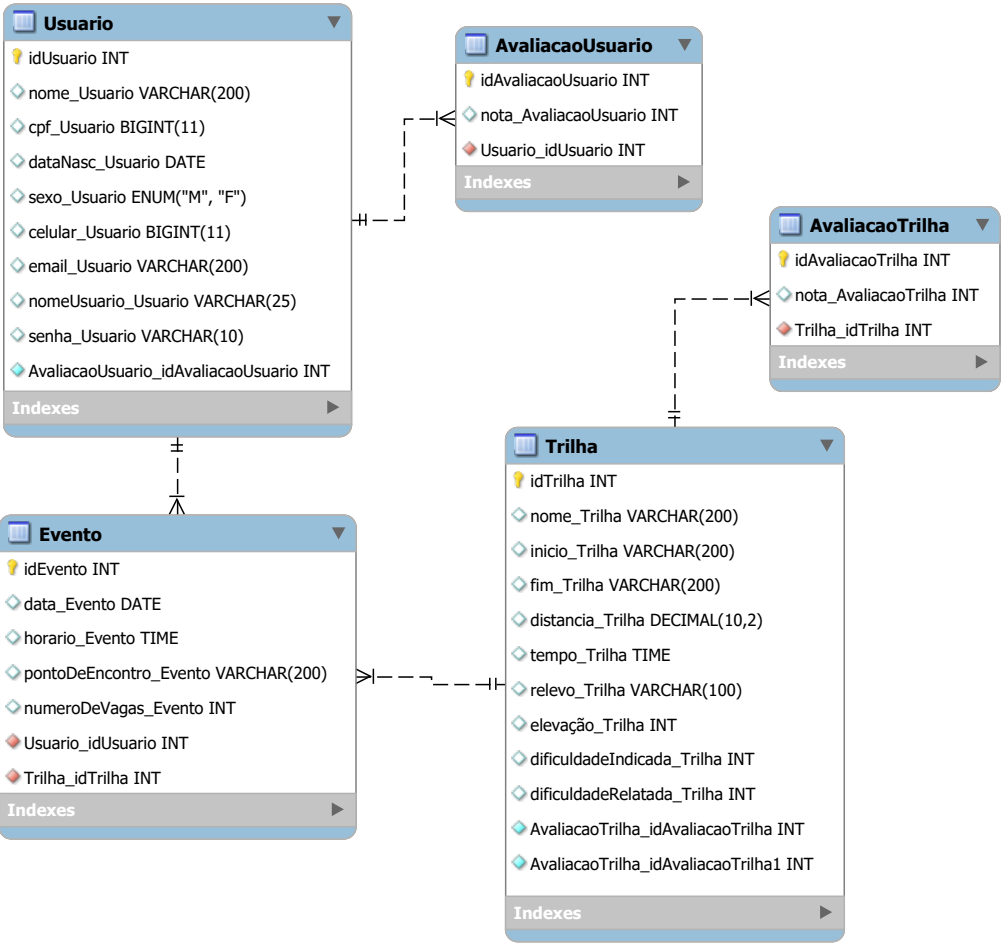 Usuario
idUsuario INT
nome_Usuario VARCHAR(200)
cpf_Usuario BIGINT(11)
dataNasc_Usuario DATE
sexo_Usuario ENUM("M", "F")
celular_Usuario BIGINT(11)
email_Usuario VARCHAR(200)
nomeUsuario_Usuario VARCHAR(25)
senha_Usuario VARCHAR(10)
AvaliacaoUsuario_idAvaliacaoUsuario INT
Indexes
AvaliacaoUsuario
idAvaliacaoUsuario INT
nota_AvaliacaoUsuario INT
Usuario_idUsuario INT
Indexes
AvaliacaoTrilha
idAvaliacaoTrilha INT
nota_AvaliacaoTrilha INT
Trilha_idTrilha INT
Indexes
Evento
idEvento INT
data_Evento DATE
horario_Evento TIME
pontoDeEncontro_Evento VARCHAR(200)
numeroDeVagas_Evento INT
Usuario_idUsuario INT
Trilha_idTrilha INT
Indexes
Trilha
idTrilha INT
nome_Trilha VARCHAR(200)
inicio_Trilha VARCHAR(200)
fim_Trilha VARCHAR(200)
distancia_Trilha DECIMAL(10,2)
tempo_Trilha TIME
relevo_Trilha VARCHAR(100)
elevação_Trilha INT
dificuldadeIndicada_Trilha INT
dificuldadeRelatada_Trilha INT
AvaliacaoTrilha_idAvaliacaoTrilha INT
AvaliacaoTrilha_idAvaliacaoTrilha1 INT
Indexes